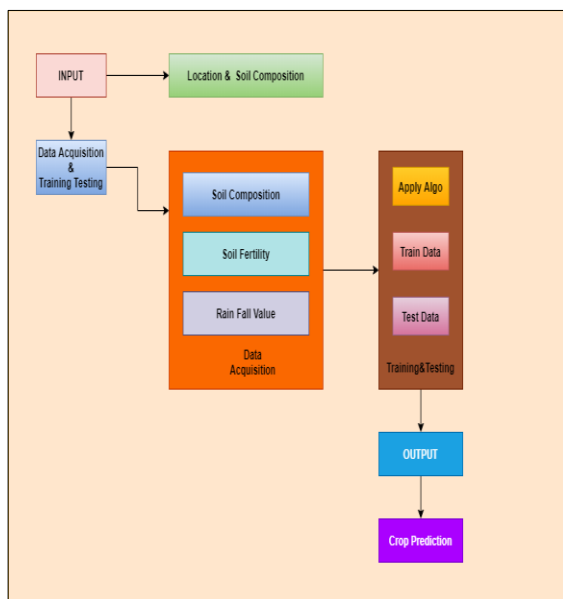 INPUT
Location & Soil Composition
Data Acquisition
&
Training Testing
Soil Composition
Soil Fertility
Rain Fall Value
Data
Acquisition
Apply Algo
Train Data
Test Data
Training&Testing
OUTPUT
Crop Prediction